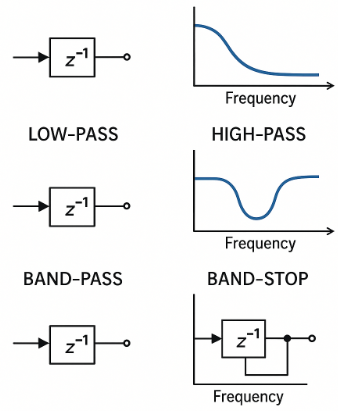 z⁻¹
Frequency
LOW-PASS
HIGH-PASS
z⁻¹
Frequency
BAND-PASS
BAND-STOP
z⁻¹
z⁻¹
Frequency